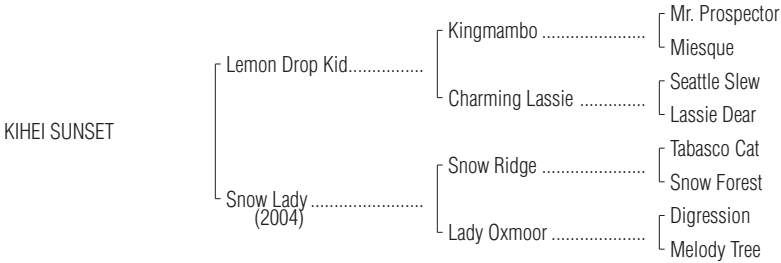 Mr. Prospector
Kingmambo ......................
Miesque
Lemon Drop Kid................
Seattle Slew
Charming Lassie ..............
Lassie Dear
KIHEI SUNSET
Tabasco Cat
Snow Ridge ......................
Snow Forest
Snow Lady ........................
(2004)
Digression
Lady Oxmoor ....................
Melody Tree